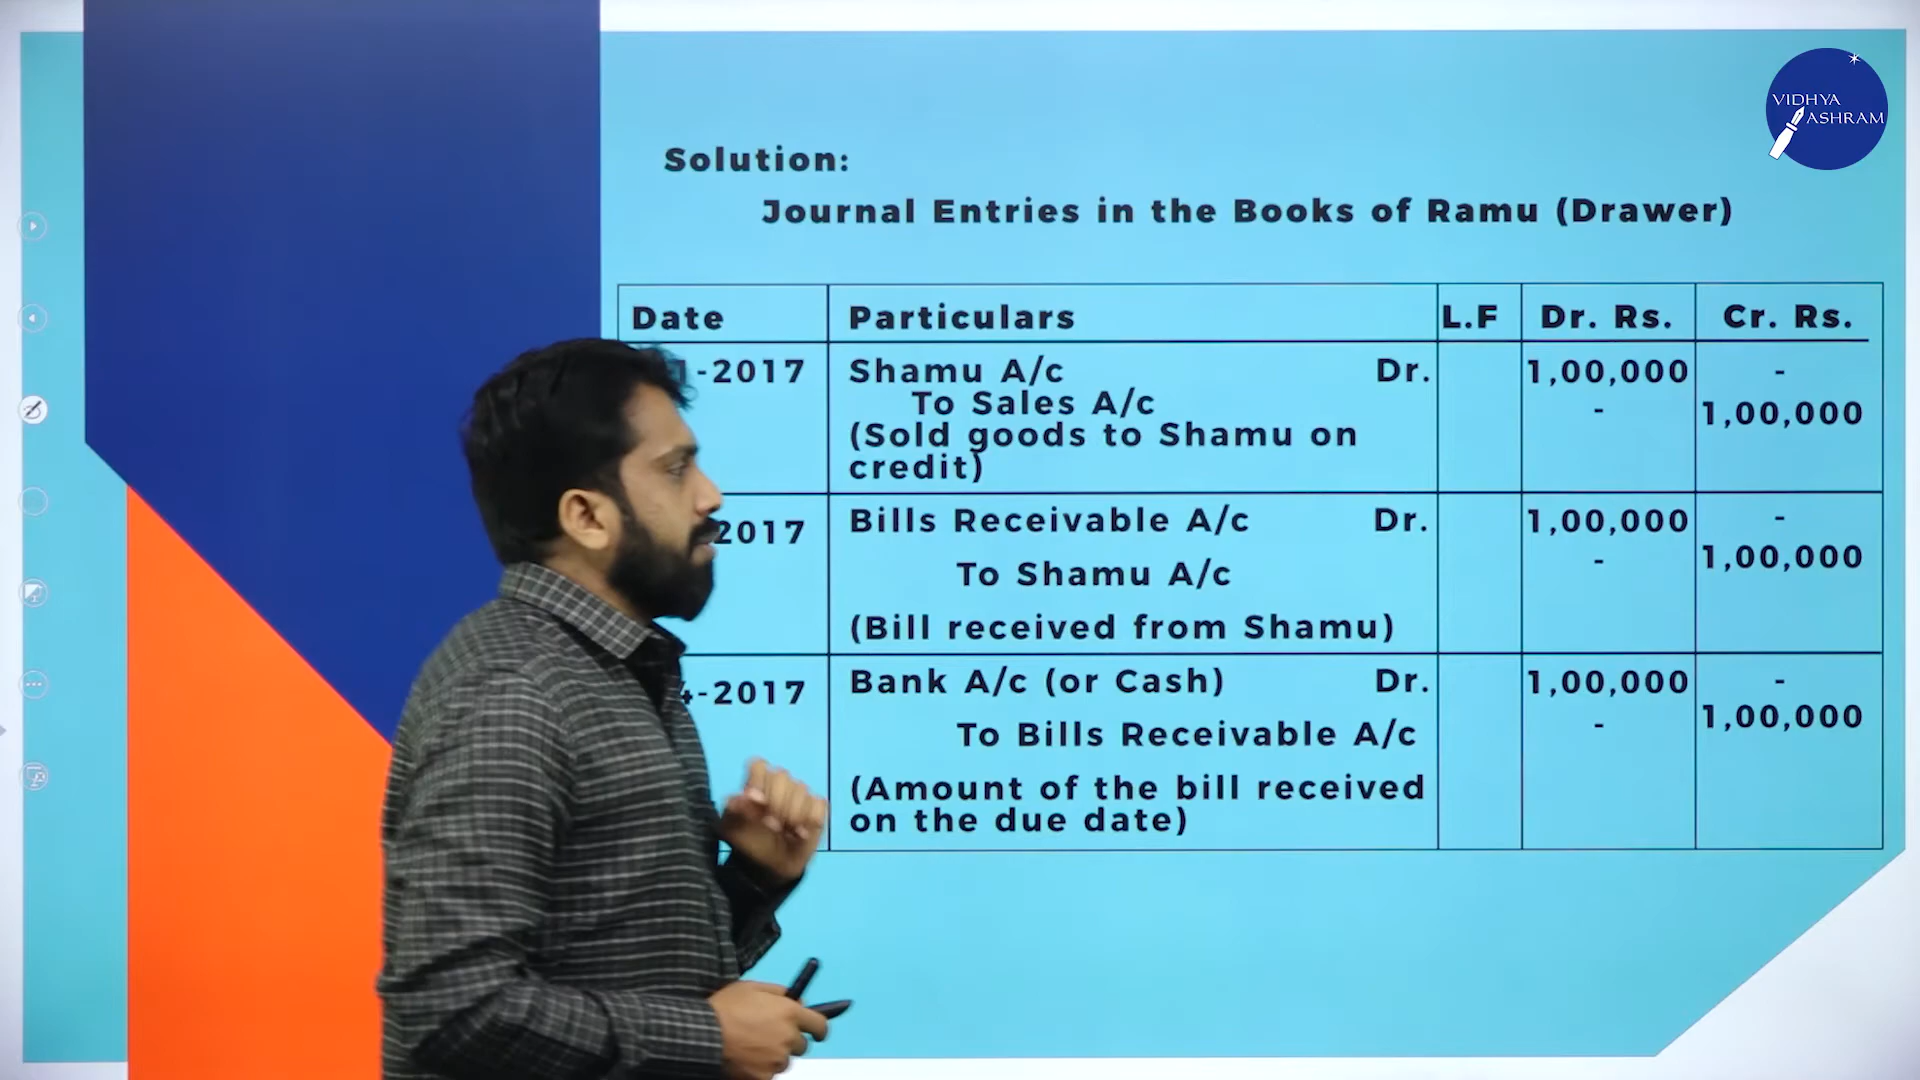 VIDHYA
ASHRAM
Solution:
Journal Entries in the Books of Ramu (Drawer)
Date Particulars L.F Dr. Rs. Cr. Rs.
1-2017 Shamu A/c Dr. 1,00,000 -
To Sales A/c - 1,00,000
(Sold goods to Shamu on
credit)
2017 Bills Receivable A/c Dr. 1,00,000 -
To Shamu A/c - 1,00,000
(Bill received from Shamu)
4-2017 Bank A/c (or Cash) Dr. 1,00,000 -
To Bills Receivable A/c - 1,00,000
(Amount of the bill received
on the due date)